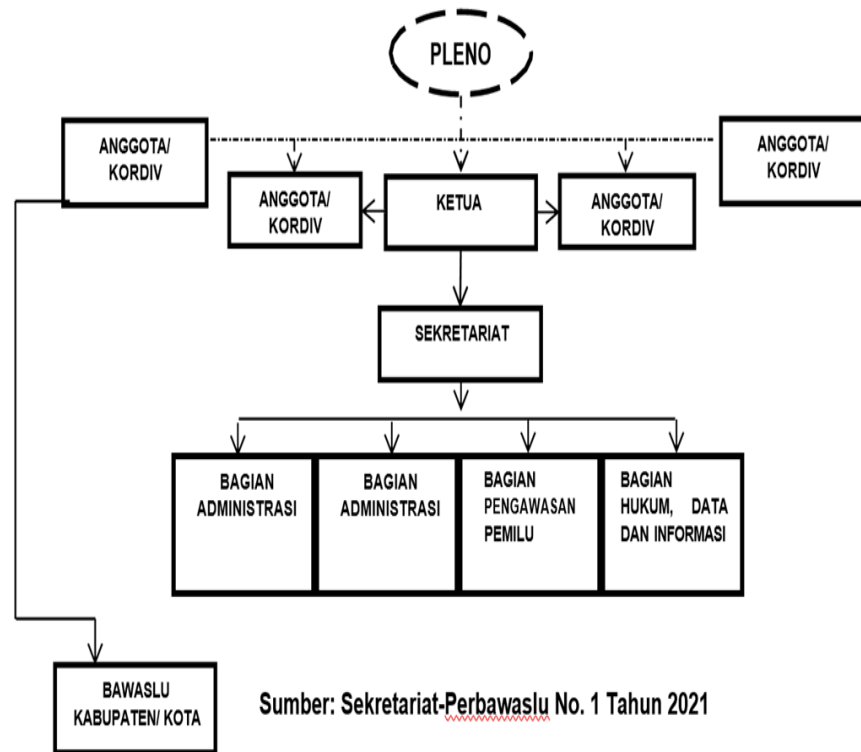 PLENO
ANGGOTA/
KORDIV
ANGGOTA/
KORDIV
ANGGOTA/
KORDIV
KETUA
ANGGOTA/
KORDIV
SEKRETARIAT
BAGIAN
ADMINISTRASI
BAGIAN
ADMINISTRASI
BAGIAN
PENGAWASAN
PEMILU
BAGIAN
HUKUM, DATA
DAN INFORMASI
BAWASLU
KABUPATEN/ KOTA
Sumber: Sekretariat-Perbawaslu No. 1 Tahun 2021